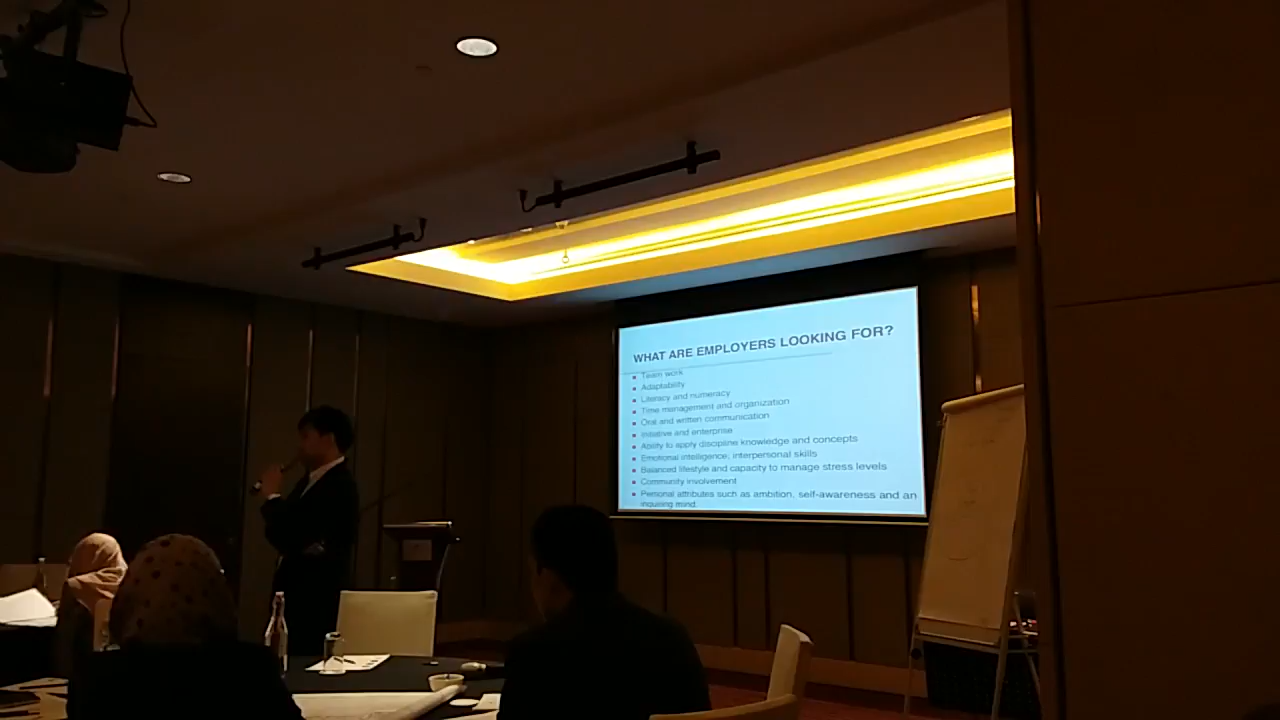 WHAT ARE EMPLOYERS LOOKING FOR?
Team work
Adaptability
Literacy and numeracy
Time management and organization
Oral and written communication
Initiative and enterprise
Ability to apply discipline knowledge and concepts
Emotional intelligence; interpersonal skills
Balanced lifestyle and capacity to manage stress levels
Community involvement
Personal attributes such as ambition, self-awareness and an
inquiring mind.